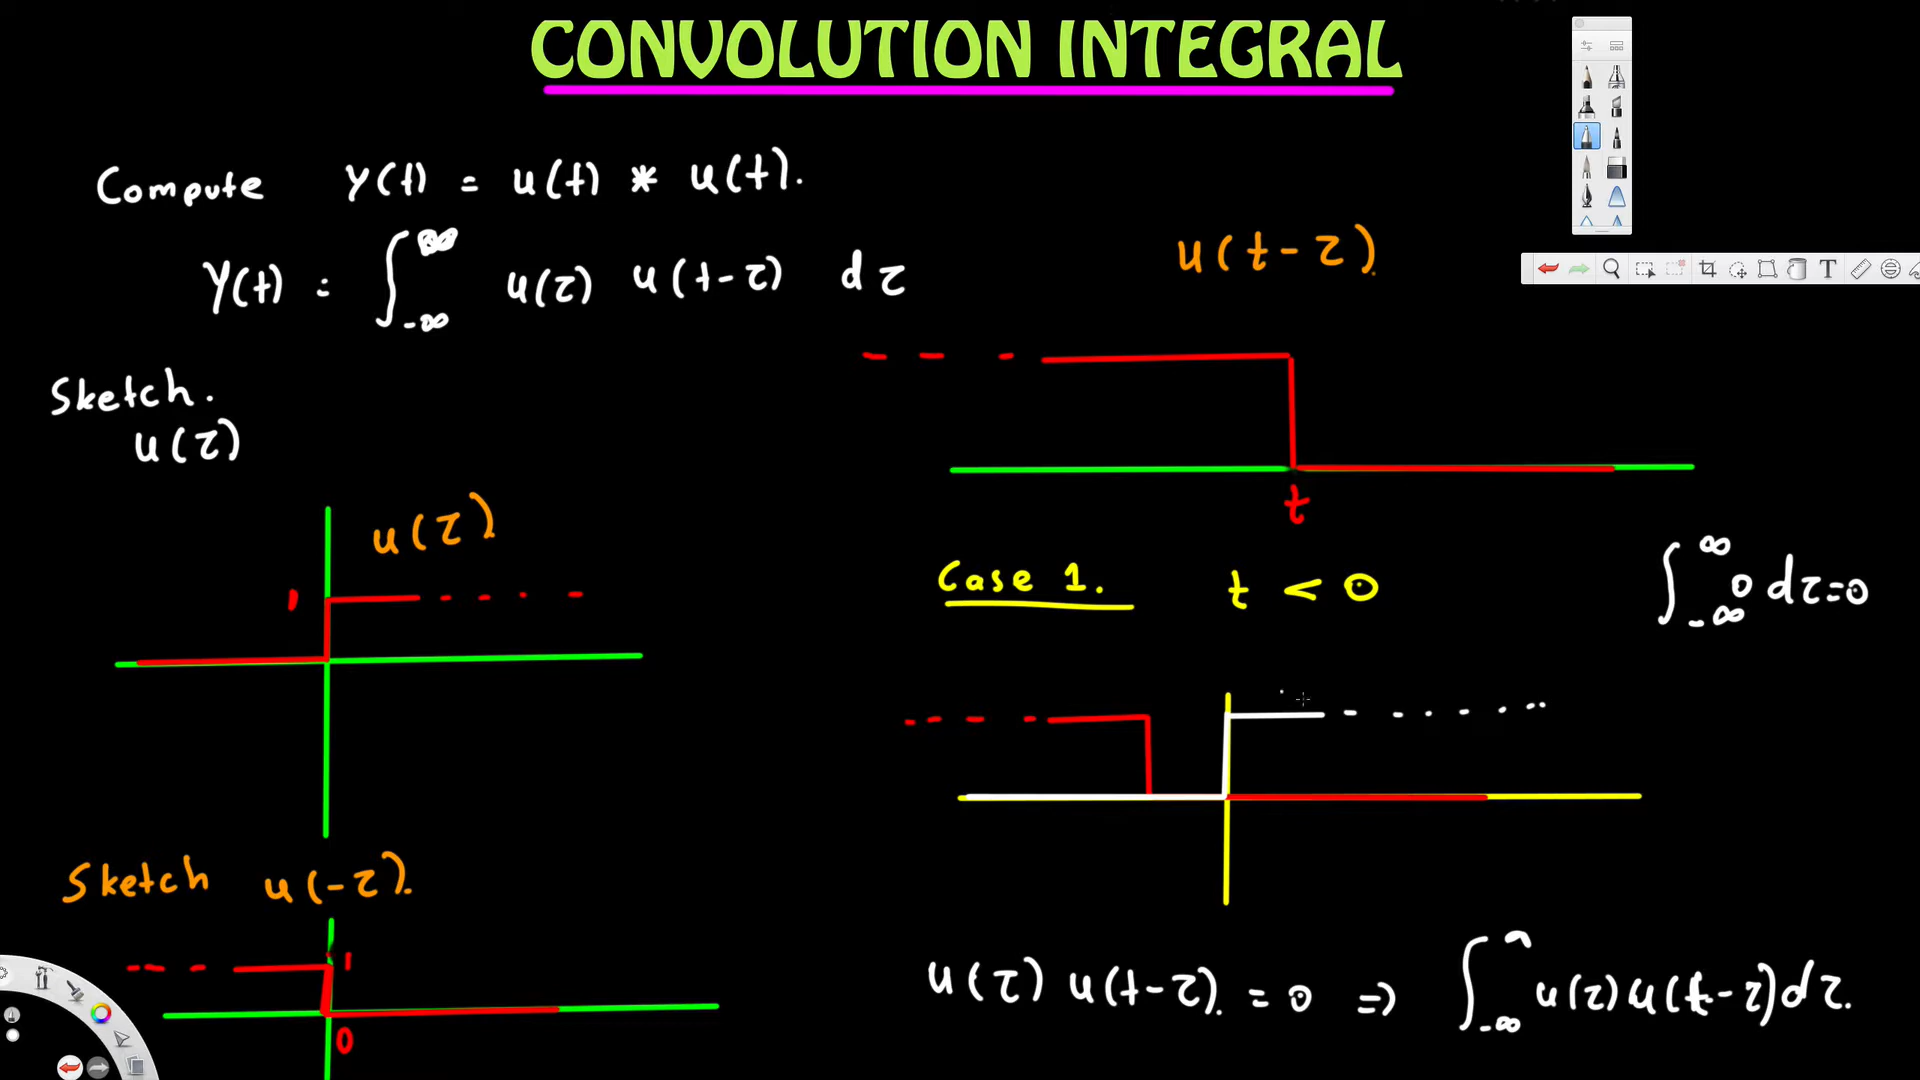 CONVOLUTION INTEGRAL
Compute y(t) = u(t) * u(t).
y(t) = ∫_{-∞}^{∞} u(τ) u(t-τ) dτ
Sketch.
u(τ)
u(τ)
1
Sketch u(-τ).
1
0
u(t-τ).
t
Case 1. t < 0
∫_{-∞}^{∞} 0 dτ=0
u(τ) u(t-τ). = 0 ⇒ ∫_{-∞} u(τ)u(t-τ)dτ.
T